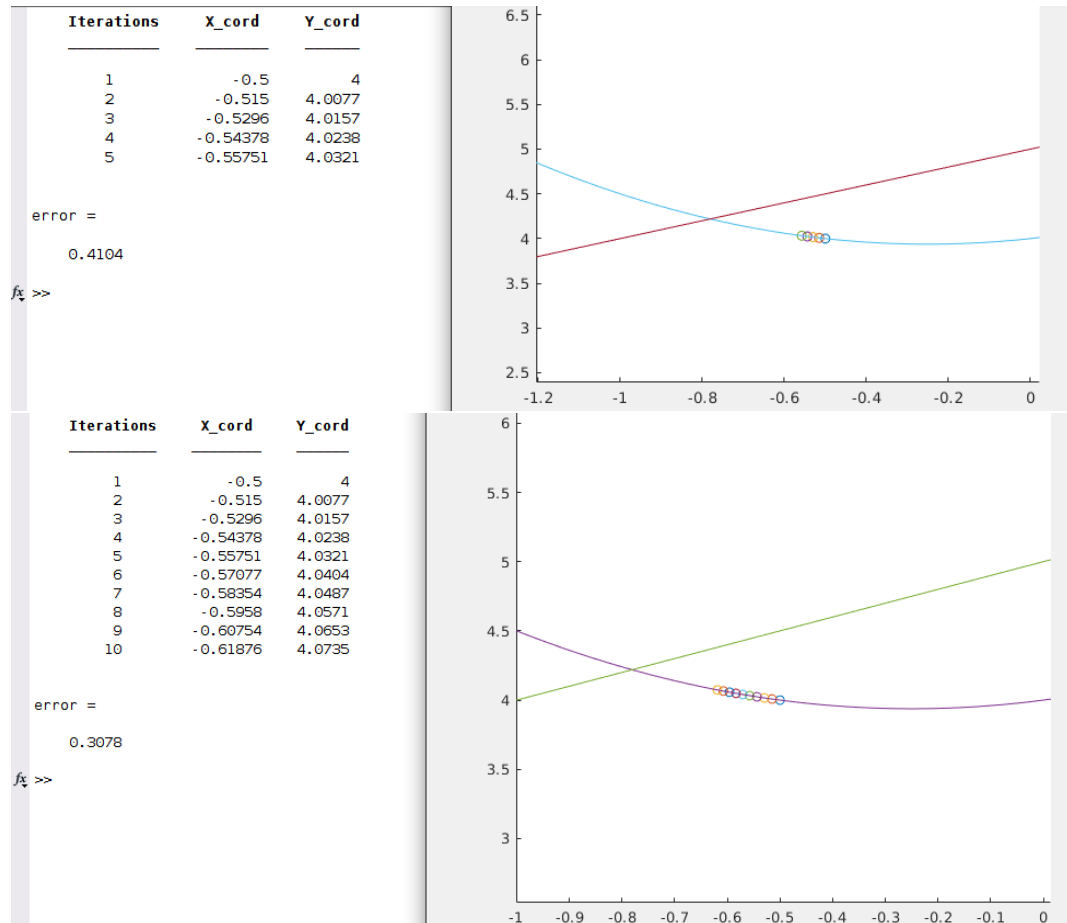 Iterations X_cord Y_cord
1 -0.5 4
2 -0.515 4.0077
3 -0.5296 4.0157
4 -0.54378 4.0238
5 -0.55751 4.0321
error =
0.4104
fx >>
6.5
6
5.5
5
4.5
4
3.5
3
2.5
-1.2 -1 -0.8 -0.6 -0.4 -0.2 0
Iterations X_cord Y_cord
1 -0.5 4
2 -0.515 4.0077
3 -0.5296 4.0157
4 -0.54378 4.0238
5 -0.55751 4.0321
6 -0.57077 4.0404
7 -0.58354 4.0487
8 -0.5958 4.0571
9 -0.60754 4.0653
10 -0.61876 4.0735
error =
0.3078
fx >>
6
5.5
5
4.5
4
3.5
3
-1 -0.9 -0.8 -0.7 -0.6 -0.5 -0.4 -0.3 -0.2 -0.1 0